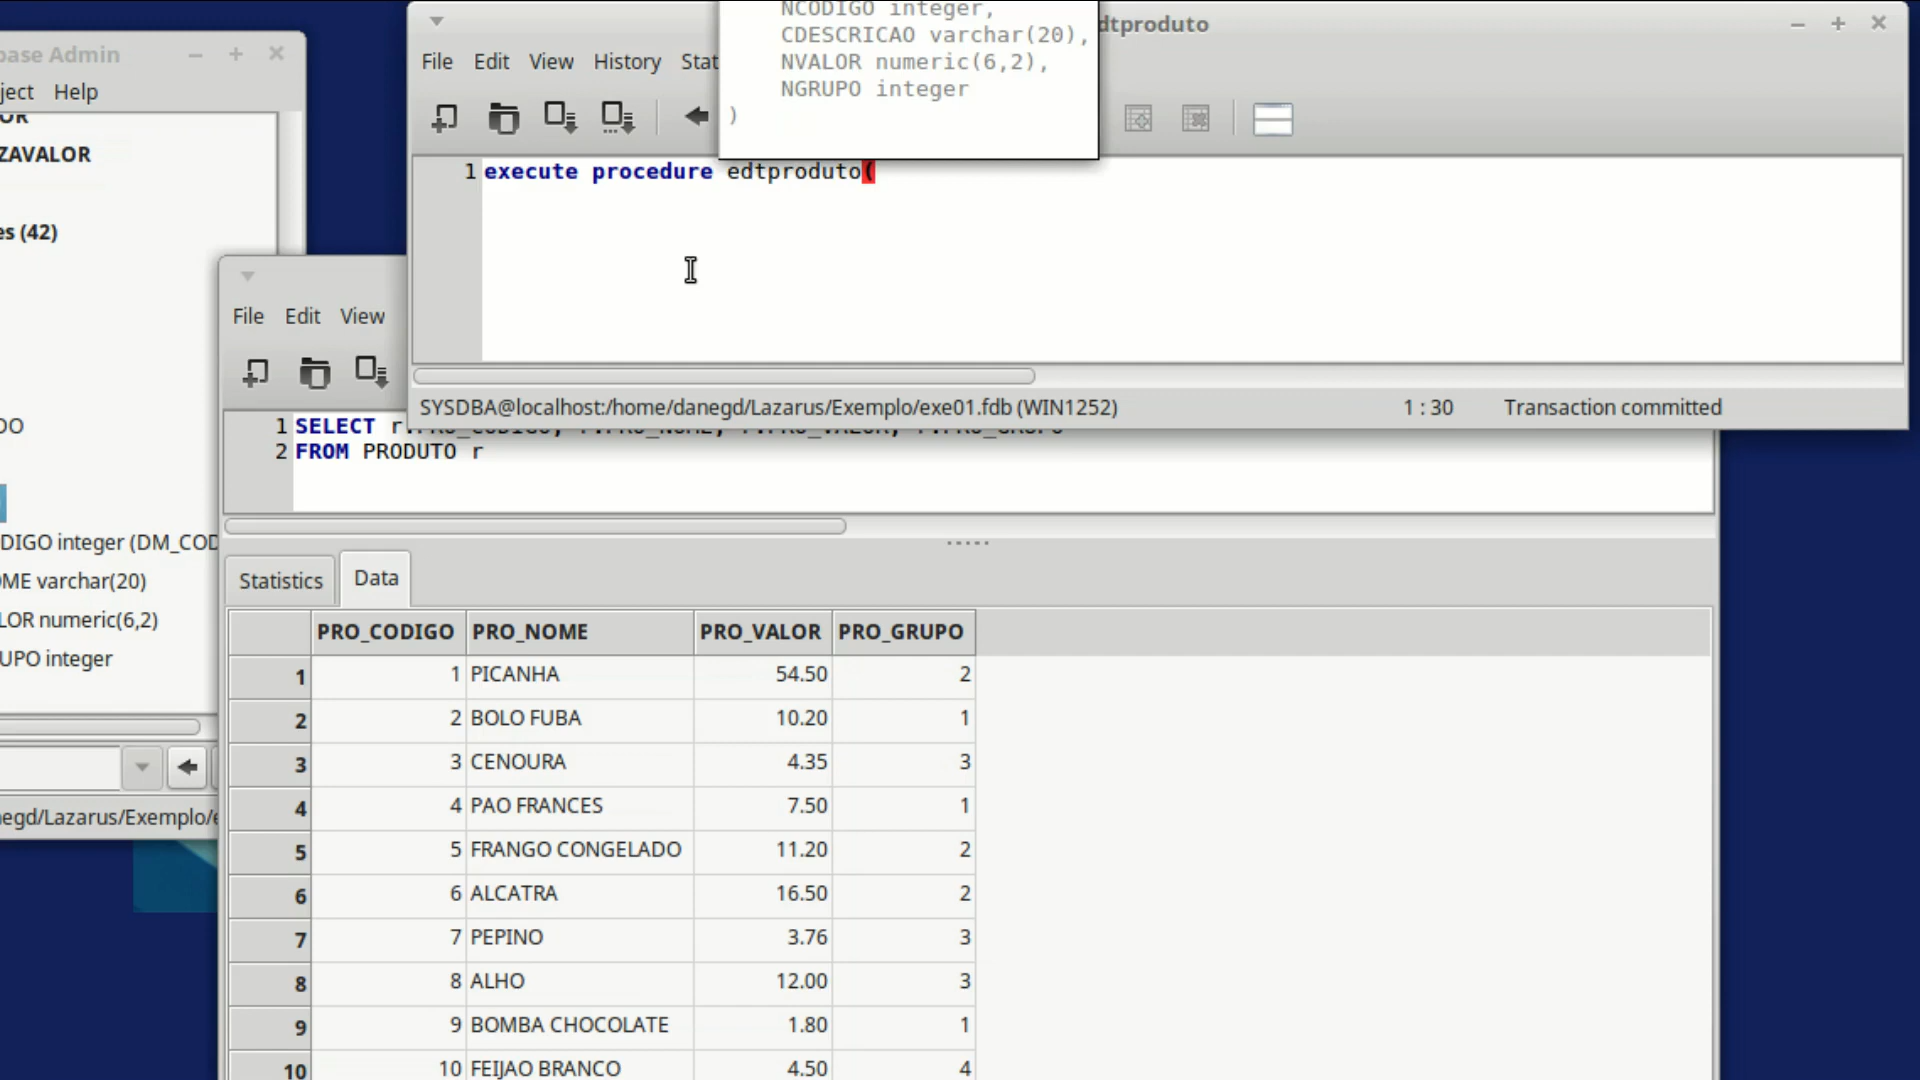 base Admin
ject Help
ZAVALOR
es (42)
DO
DIGO integer (DM_COD
OME varchar(20)
LOR numeric(6,2)
UPO integer
negd/Lazarus/Exemplo/e
dtproduto
File Edit View History Stat
NCODIGO integer,
CDESCRICAO varchar(20),
NVALOR numeric(6,2),
NGRUPO integer
)
1 execute procedure edtproduto(
SYSDBA@localhost:/home/danegd/Lazarus/Exemplo/exe01.fdb (WIN1252) 1 : 30 Transaction committed
File Edit View
1 SELECT r.PRO_CODIGO, r.PRO_NOME, r.PRO_VALOR, r.PRO_GRUPO
2 FROM PRODUTO r
Statistics Data
PRO_CODIGO PRO_NOME PRO_VALOR PRO_GRUPO
1 1 PICANHA 54.50 2
2 2 BOLO FUBA 10.20 1
3 3 CENOURA 4.35 3
4 4 PAO FRANCES 7.50 1
5 5 FRANGO CONGELADO 11.20 2
6 6 ALCATRA 16.50 2
7 7 PEPINO 3.76 3
8 8 ALHO 12.00 3
9 9 BOMBA CHOCOLATE 1.80 1
10 10 FEIJAO BRANCO 4.50 4